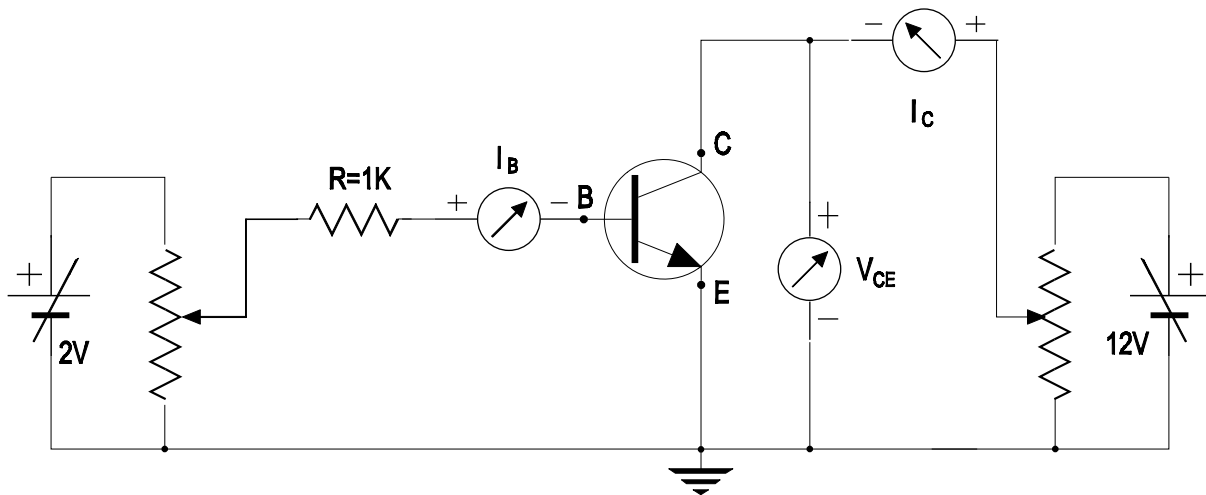 − +
I_C
C
I_B
R=1K
+ −
B
+
V_CE
−
E
+
2V
+
12V